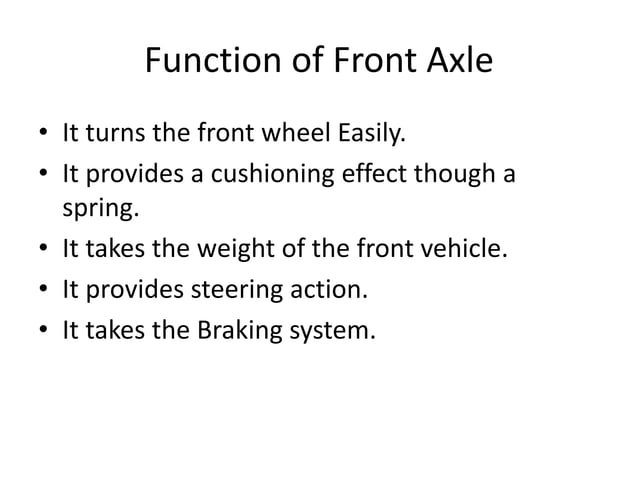 Function of Front Axle
• It turns the front wheel Easily.
• It provides a cushioning effect though a
spring.
• It takes the weight of the front vehicle.
• It provides steering action.
• It takes the Braking system.